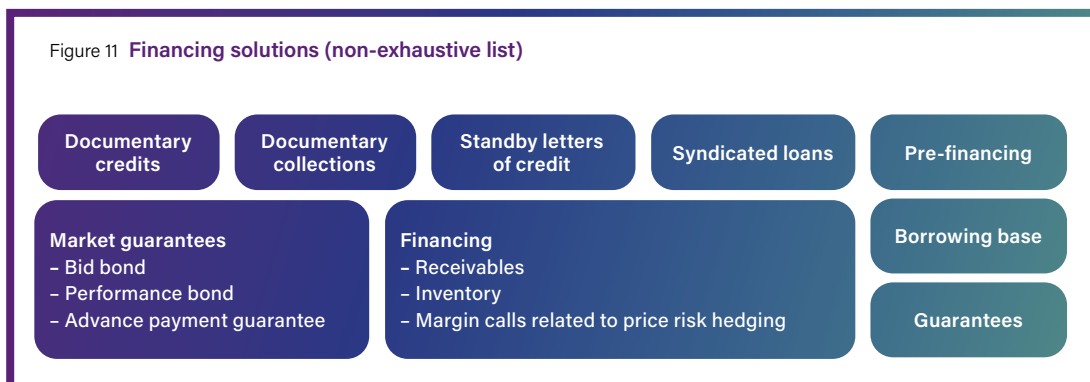 Figure 11 Financing solutions (non-exhaustive list)
Documentary
credits
Documentary
collections
Standby letters
of credit
Syndicated loans
Pre-financing
Market guarantees
– Bid bond
– Performance bond
– Advance payment guarantee
Financing
– Receivables
– Inventory
– Margin calls related to price risk hedging
Borrowing base
Guarantees